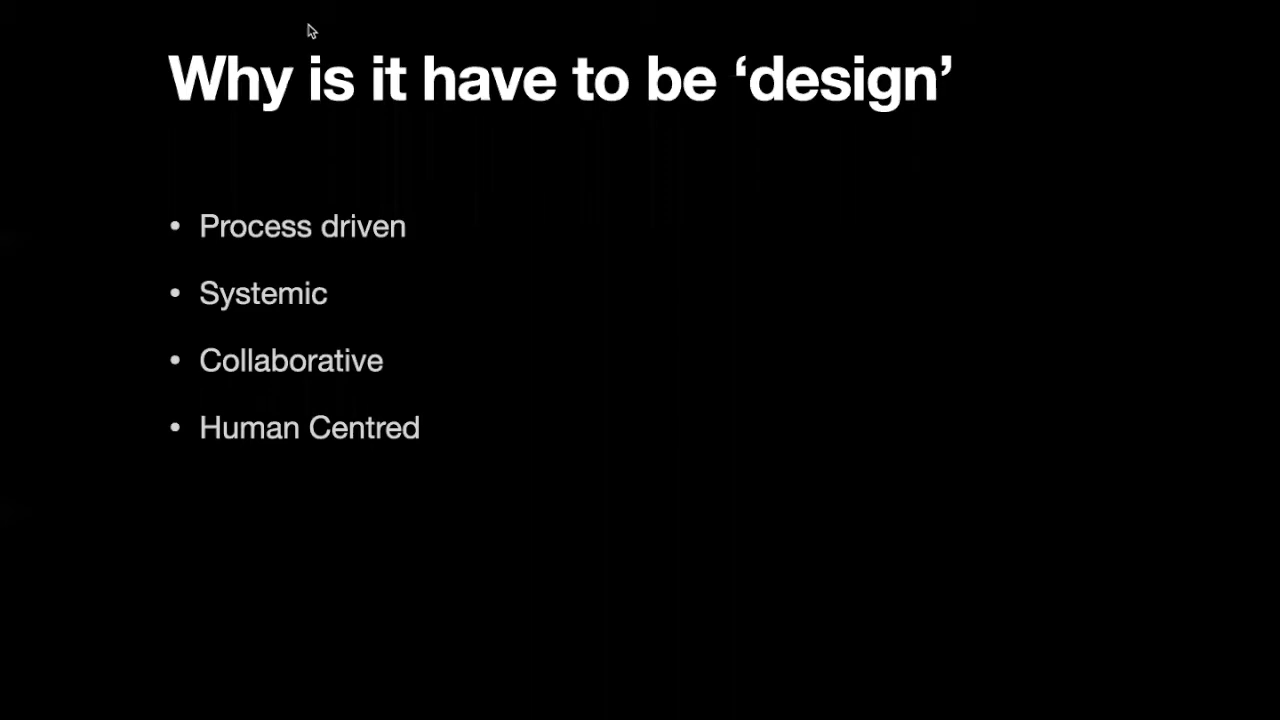 Why is it have to be ‘design’
• Process driven
• Systemic
• Collaborative
• Human Centred